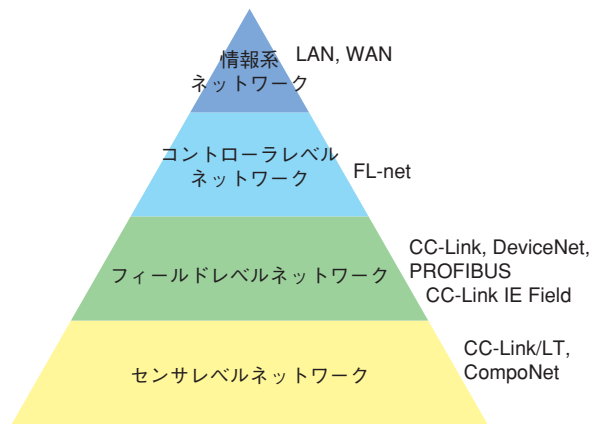 情報系
ネットワーク
LAN, WAN
コントローラレベル
ネットワーク
FL-net
フィールドレベルネットワーク
CC-Link, DeviceNet,
PROFIBUS
CC-Link IE Field
センサレベルネットワーク
CC-Link/LT,
CompoNet